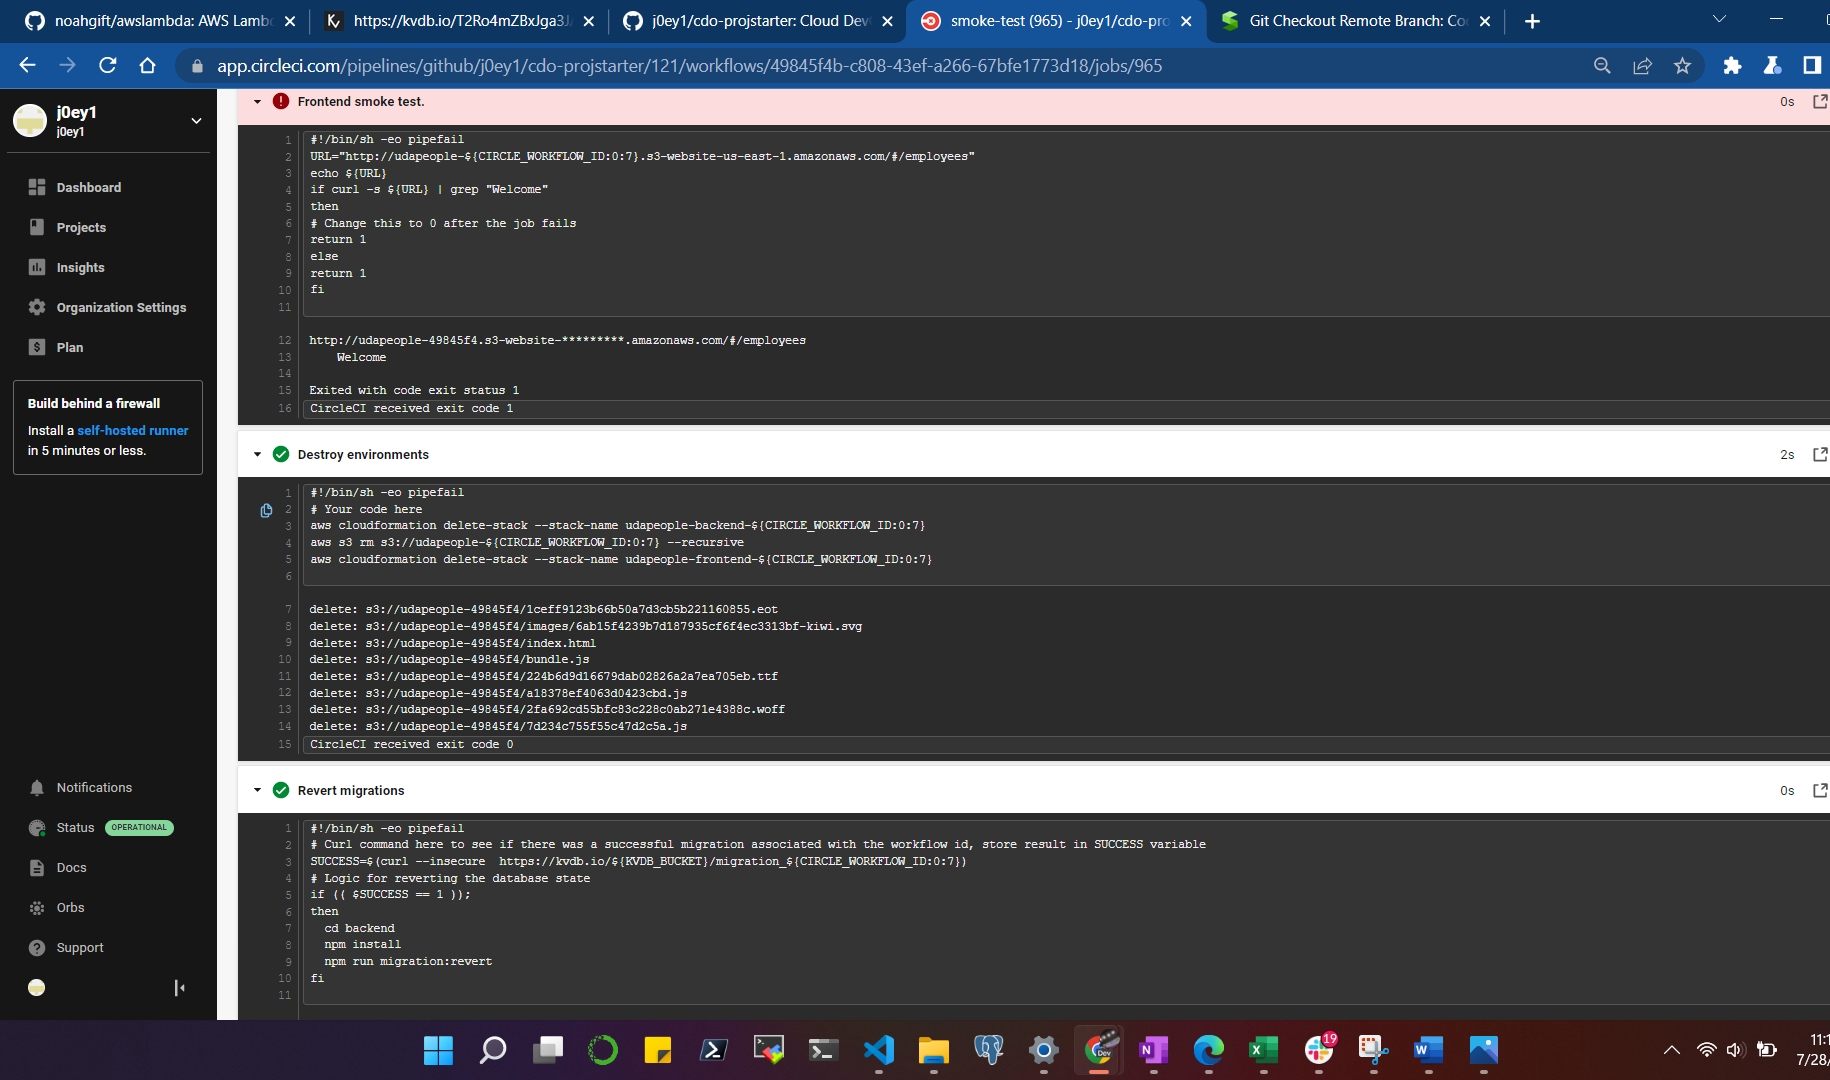 noahgift/awslambda: AWS Lamb
https://kvdb.io/T2Ro4mZBxJga3J
j0ey1/cdo-projstarter: Cloud Dev
smoke-test (965) - j0ey1/cdo-pro
Git Checkout Remote Branch: Co
app.circleci.com/pipelines/github/j0ey1/cdo-projstarter/121/workflows/49845f4b-c808-43ef-a266-67bfe1773d18/jobs/965
j0ey1
j0ey1
Dashboard
Projects
Insights
Organization Settings
Plan
Build behind a firewall
Install a self-hosted runner
in 5 minutes or less.
Notifications
Status OPERATIONAL
Docs
Orbs
Support
Frontend smoke test. 0s
1 #!/bin/sh -eo pipefail
2 URL="http://udapeople-${CIRCLE_WORKFLOW_ID:0:7}.s3-website-us-east-1.amazonaws.com/#/employees"
3 echo ${URL}
4 if curl -s ${URL} | grep "Welcome"
5 then
6 # Change this to 0 after the job fails
7 return 1
8 else
9 return 1
10 fi
11
12 http://udapeople-49845f4.s3-website-*********.amazonaws.com/#/employees
13 Welcome
14
15 Exited with code exit status 1
16 CircleCI received exit code 1
Destroy environments 2s
1 #!/bin/sh -eo pipefail
2 # Your code here
3 aws cloudformation delete-stack --stack-name udapeople-backend-${CIRCLE_WORKFLOW_ID:0:7}
4 aws s3 rm s3://udapeople-${CIRCLE_WORKFLOW_ID:0:7} --recursive
5 aws cloudformation delete-stack --stack-name udapeople-frontend-${CIRCLE_WORKFLOW_ID:0:7}
6
7 delete: s3://udapeople-49845f4/1ceff9123b66b50a7d3cb5b221160855.eot
8 delete: s3://udapeople-49845f4/images/6ab15f4239b7d187935cf6f4ec3313bf-kiwi.svg
9 delete: s3://udapeople-49845f4/index.html
10 delete: s3://udapeople-49845f4/bundle.js
11 delete: s3://udapeople-49845f4/224b6d9d16679dab02826a2a7ea705eb.ttf
12 delete: s3://udapeople-49845f4/a18378ef4063d0423cbd.js
13 delete: s3://udapeople-49845f4/2fa692cd55bfc83c228c0ab271e4388c.woff
14 delete: s3://udapeople-49845f4/7d234c755f55c47d2c5a.js
15 CircleCI received exit code 0
Revert migrations 0s
1 #!/bin/sh -eo pipefail
2 # Curl command here to see if there was a successful migration associated with the workflow id, store result in SUCCESS variable
3 SUCCESS=$(curl --insecure  https://kvdb.io/${KVDB_BUCKET}/migration_${CIRCLE_WORKFLOW_ID:0:7})
4 # Logic for reverting the database state
5 if (( $SUCCESS == 1 ));
6 then
7 cd backend
8 npm install
9 npm run migration:revert
10 fi
11
Dev
19
11:1
7/28/